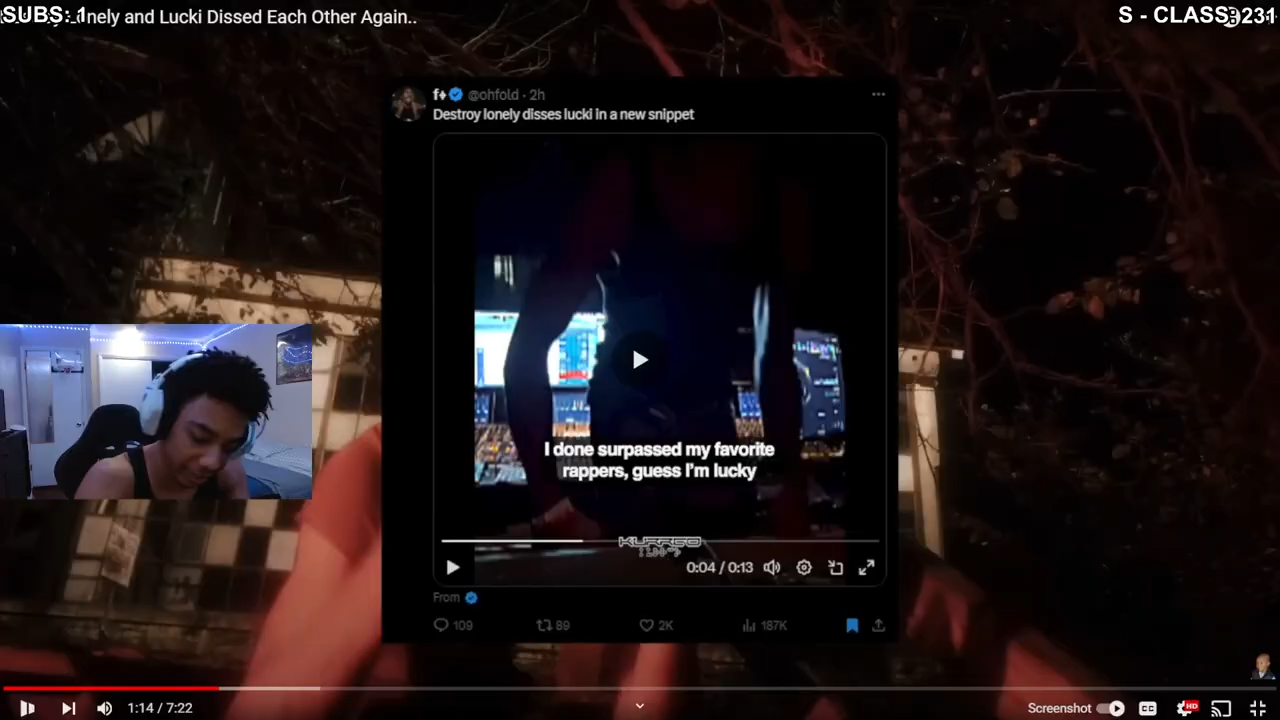 SUBS: 1
nely and Lucki Dissed Each Other Again..
S - CLASS: 231
@ohfold · 2h
Destroy lonely disses lucki in a new snippet
I done surpassed my favorite
rappers, guess I'm lucky
0:04 / 0:13
From
109
89
2K
187K
1:14 / 7:22
Screenshot
CC
HD